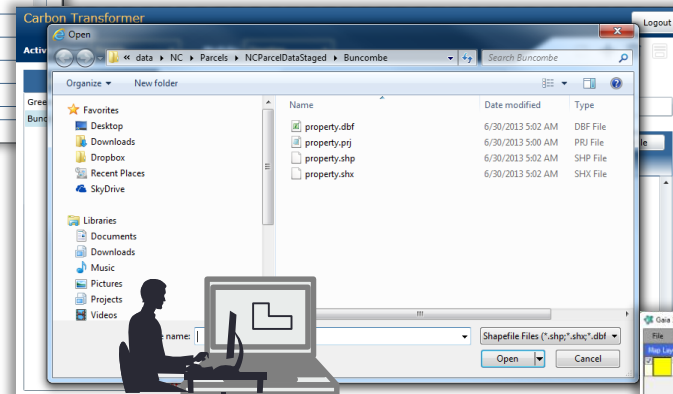 Carbon Transformer
Logout
Open
Activ
« data ▸ NC ▸ Parcels ▸ NCParcelDataStaged ▸ Buncombe
Search Buncombe
Organize
New folder
Gree
Bunc
Favorites
Desktop
Downloads
Dropbox
Recent Places
SkyDrive
Libraries
Documents
Downloads
Music
Pictures
Projects
Videos
Name Date modified Type
property.dbf 6/30/2013 5:02 AM DBF File
property.prj 6/30/2013 5:00 AM PRJ File
property.shp 6/30/2013 5:02 AM SHP File
property.shx 6/30/2013 5:02 AM SHX File
le
name:
Shapefile Files (*.shp;*.shx;*.dbf
Open
Cancel
Gaia
File
Map Lay